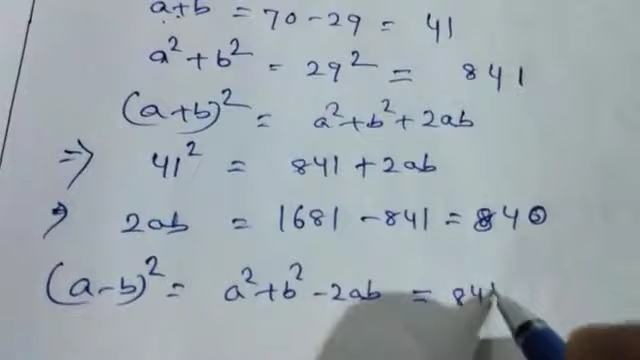 a+b = 70-29 = 41
a²+b² = 29² = 841
(a+b)² = a²+b²+2ab
⇒ 41² = 841+2ab
⇒ 2ab = 1681-841 = 840
(a-b)² = a²+b²-2ab = 841